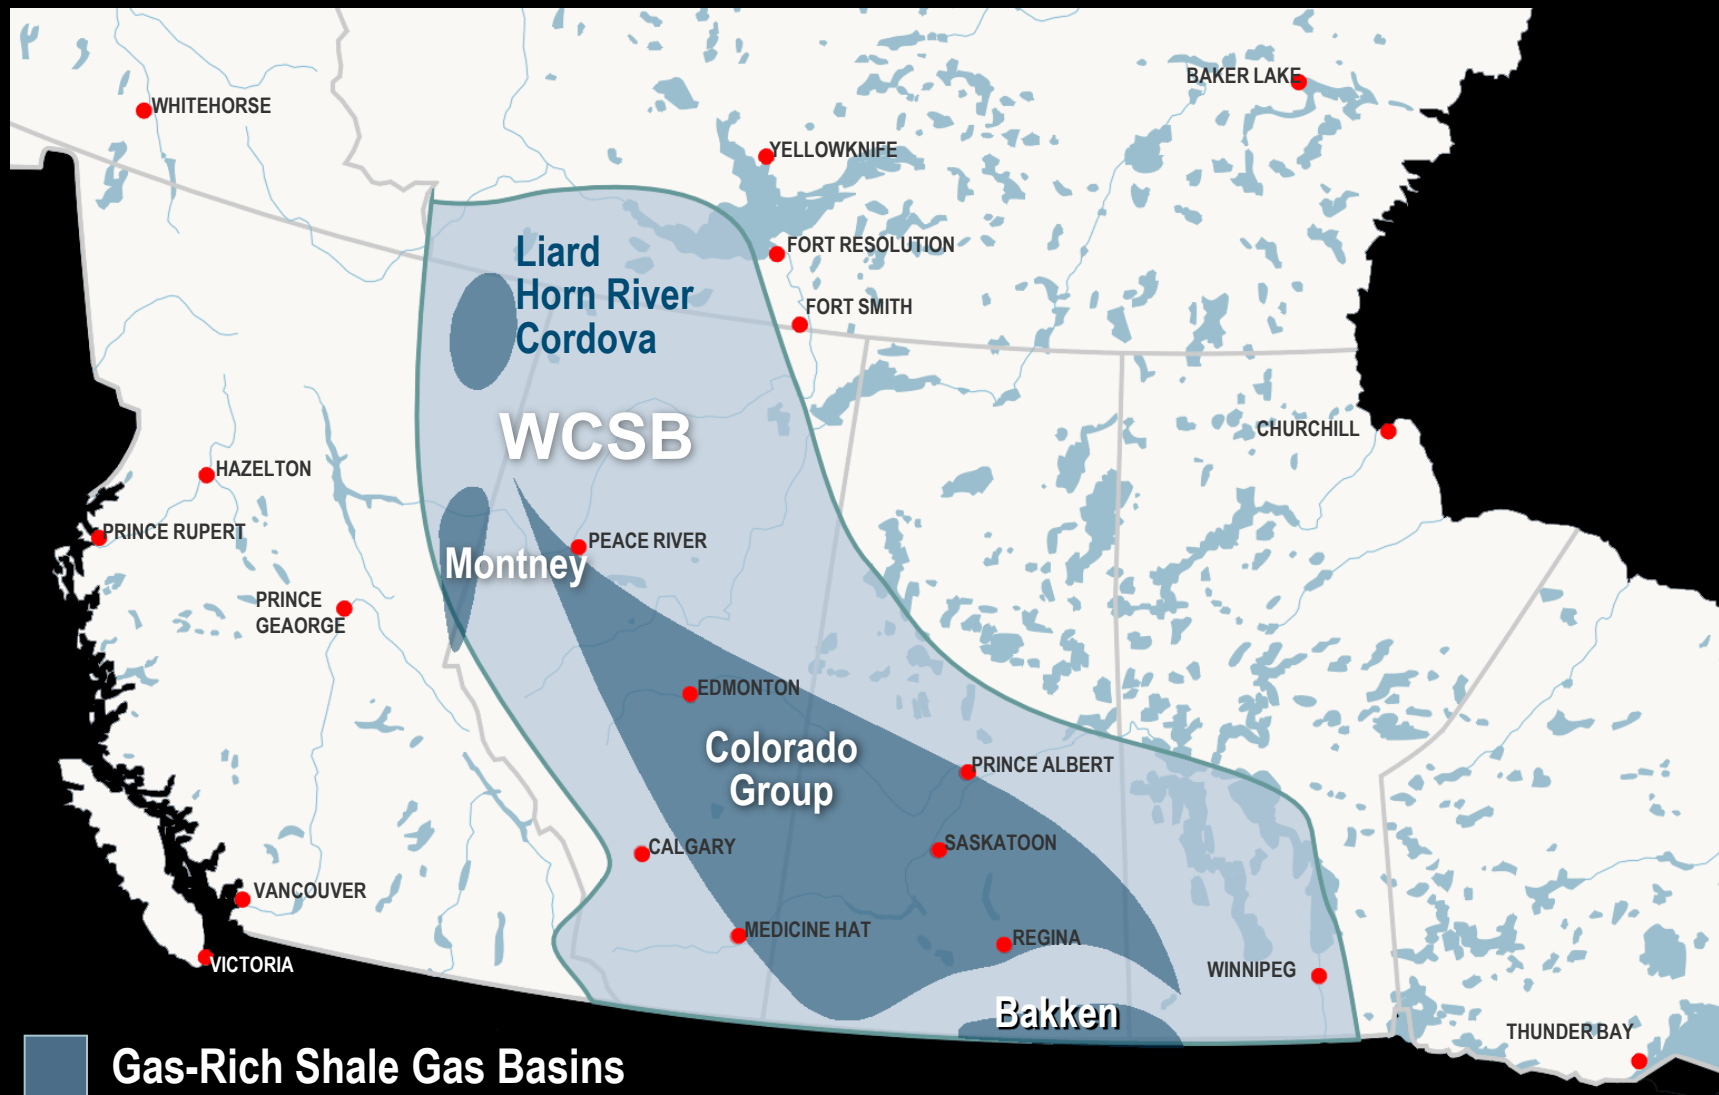 BAKER LAKE
WHITEHORSE
YELLOWKNIFE
FORT RESOLUTION
Liard
Horn River
Cordova
FORT SMITH
WCSB
CHURCHILL
HAZELTON
PRINCE RUPERT
PEACE RIVER
Montney
PRINCE
GEAORGE
EDMONTON
Colorado
Group
PRINCE ALBERT
CALGARY
SASKATOON
VANCOUVER
MEDICINE HAT
REGINA
VICTORIA
WINNIPEG
Bakken
THUNDER BAY
Gas-Rich Shale Gas Basins